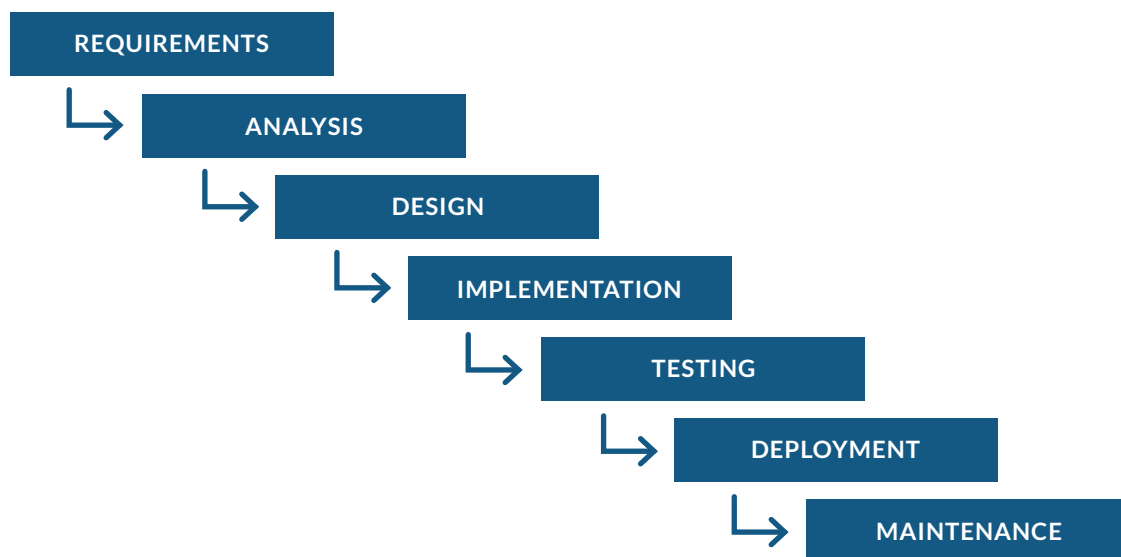 REQUIREMENTS
ANALYSIS
DESIGN
IMPLEMENTATION
TESTING
DEPLOYMENT
MAINTENANCE